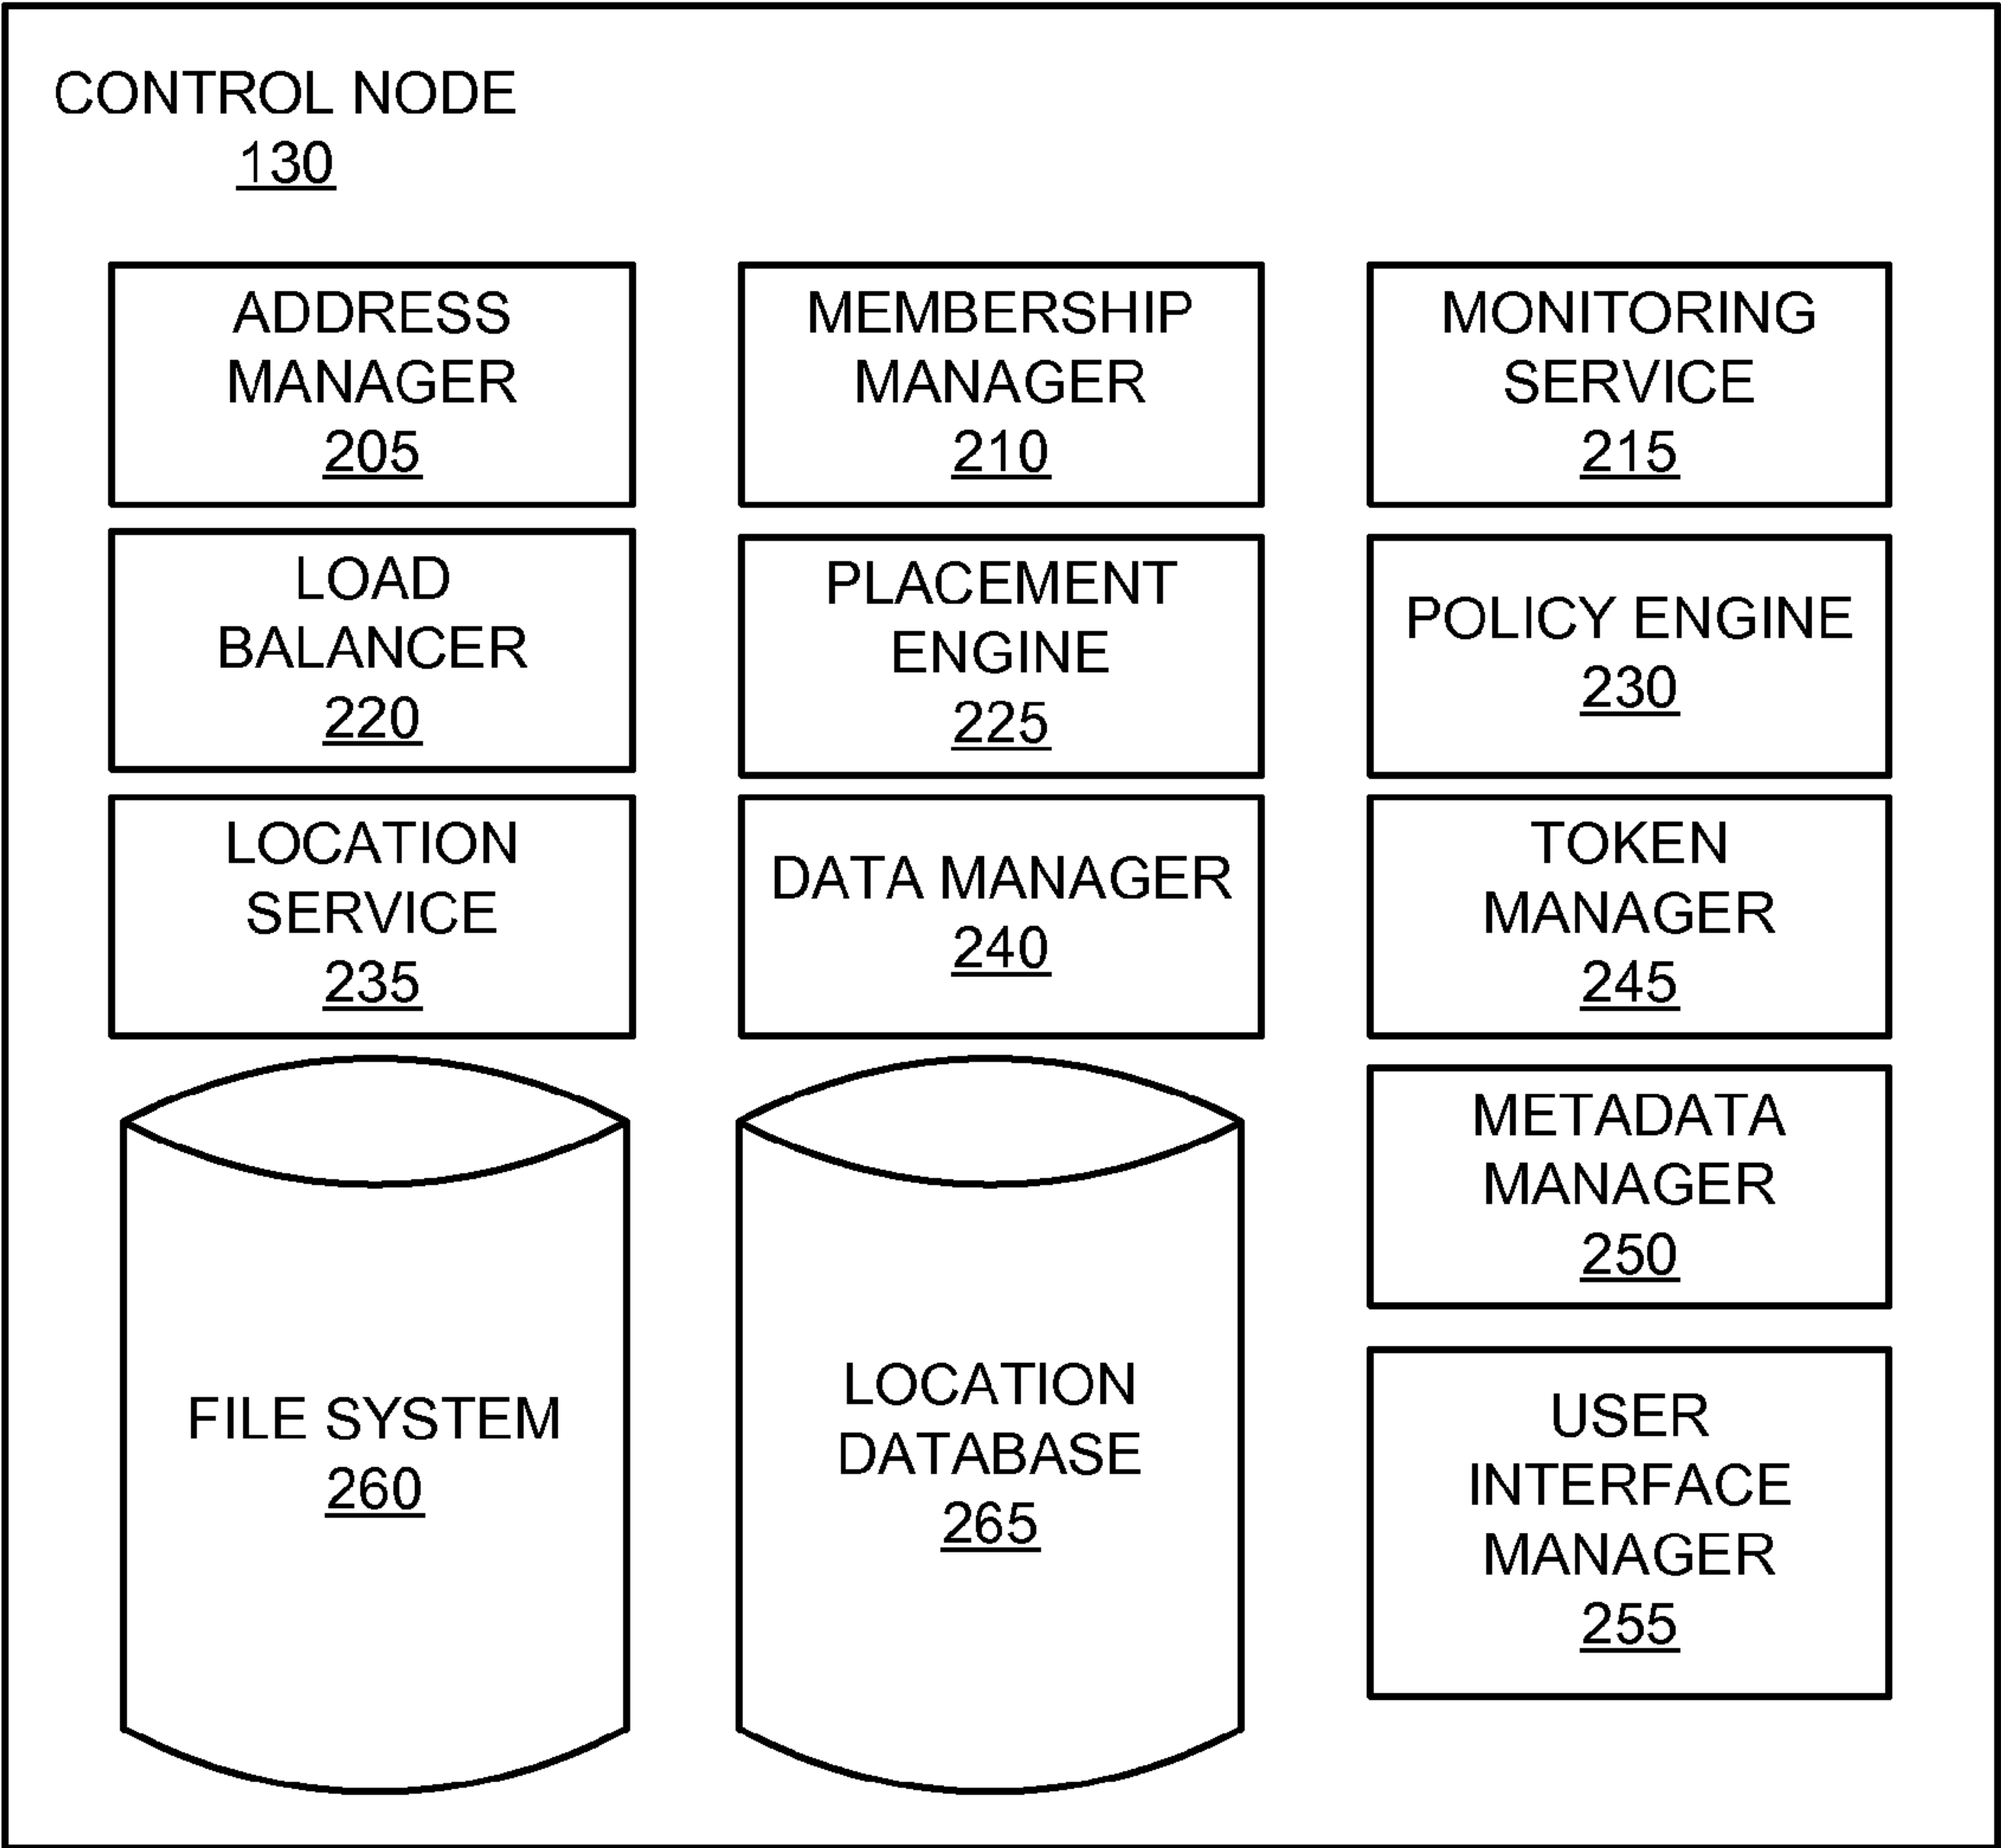 CONTROL NODE
130
ADDRESS
MANAGER
205
MEMBERSHIP
MANAGER
210
MONITORING
SERVICE
215
LOAD
BALANCER
220
PLACEMENT
ENGINE
225
POLICY ENGINE
230
LOCATION
SERVICE
235
DATA MANAGER
240
TOKEN
MANAGER
245
METADATA
MANAGER
250
FILE SYSTEM
260
LOCATION
DATABASE
265
USER
INTERFACE
MANAGER
255